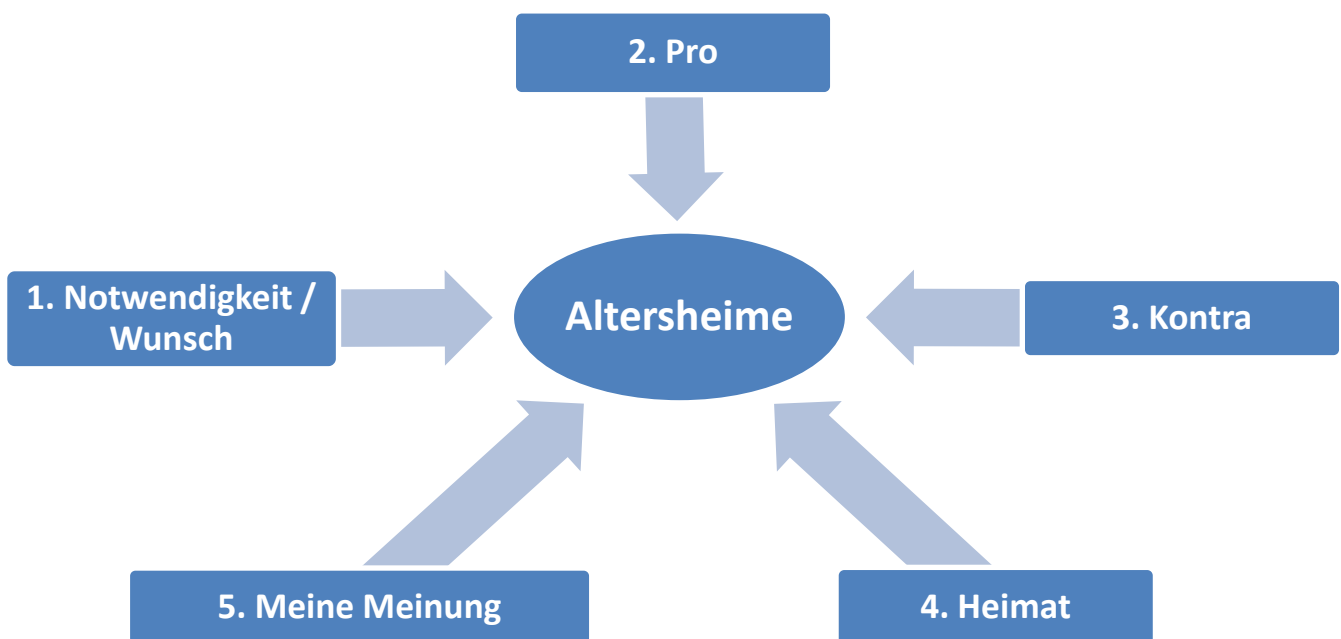 2. Pro
1. Notwendigkeit /
Wunsch
Altersheime
3. Kontra
5. Meine Meinung
4. Heimat